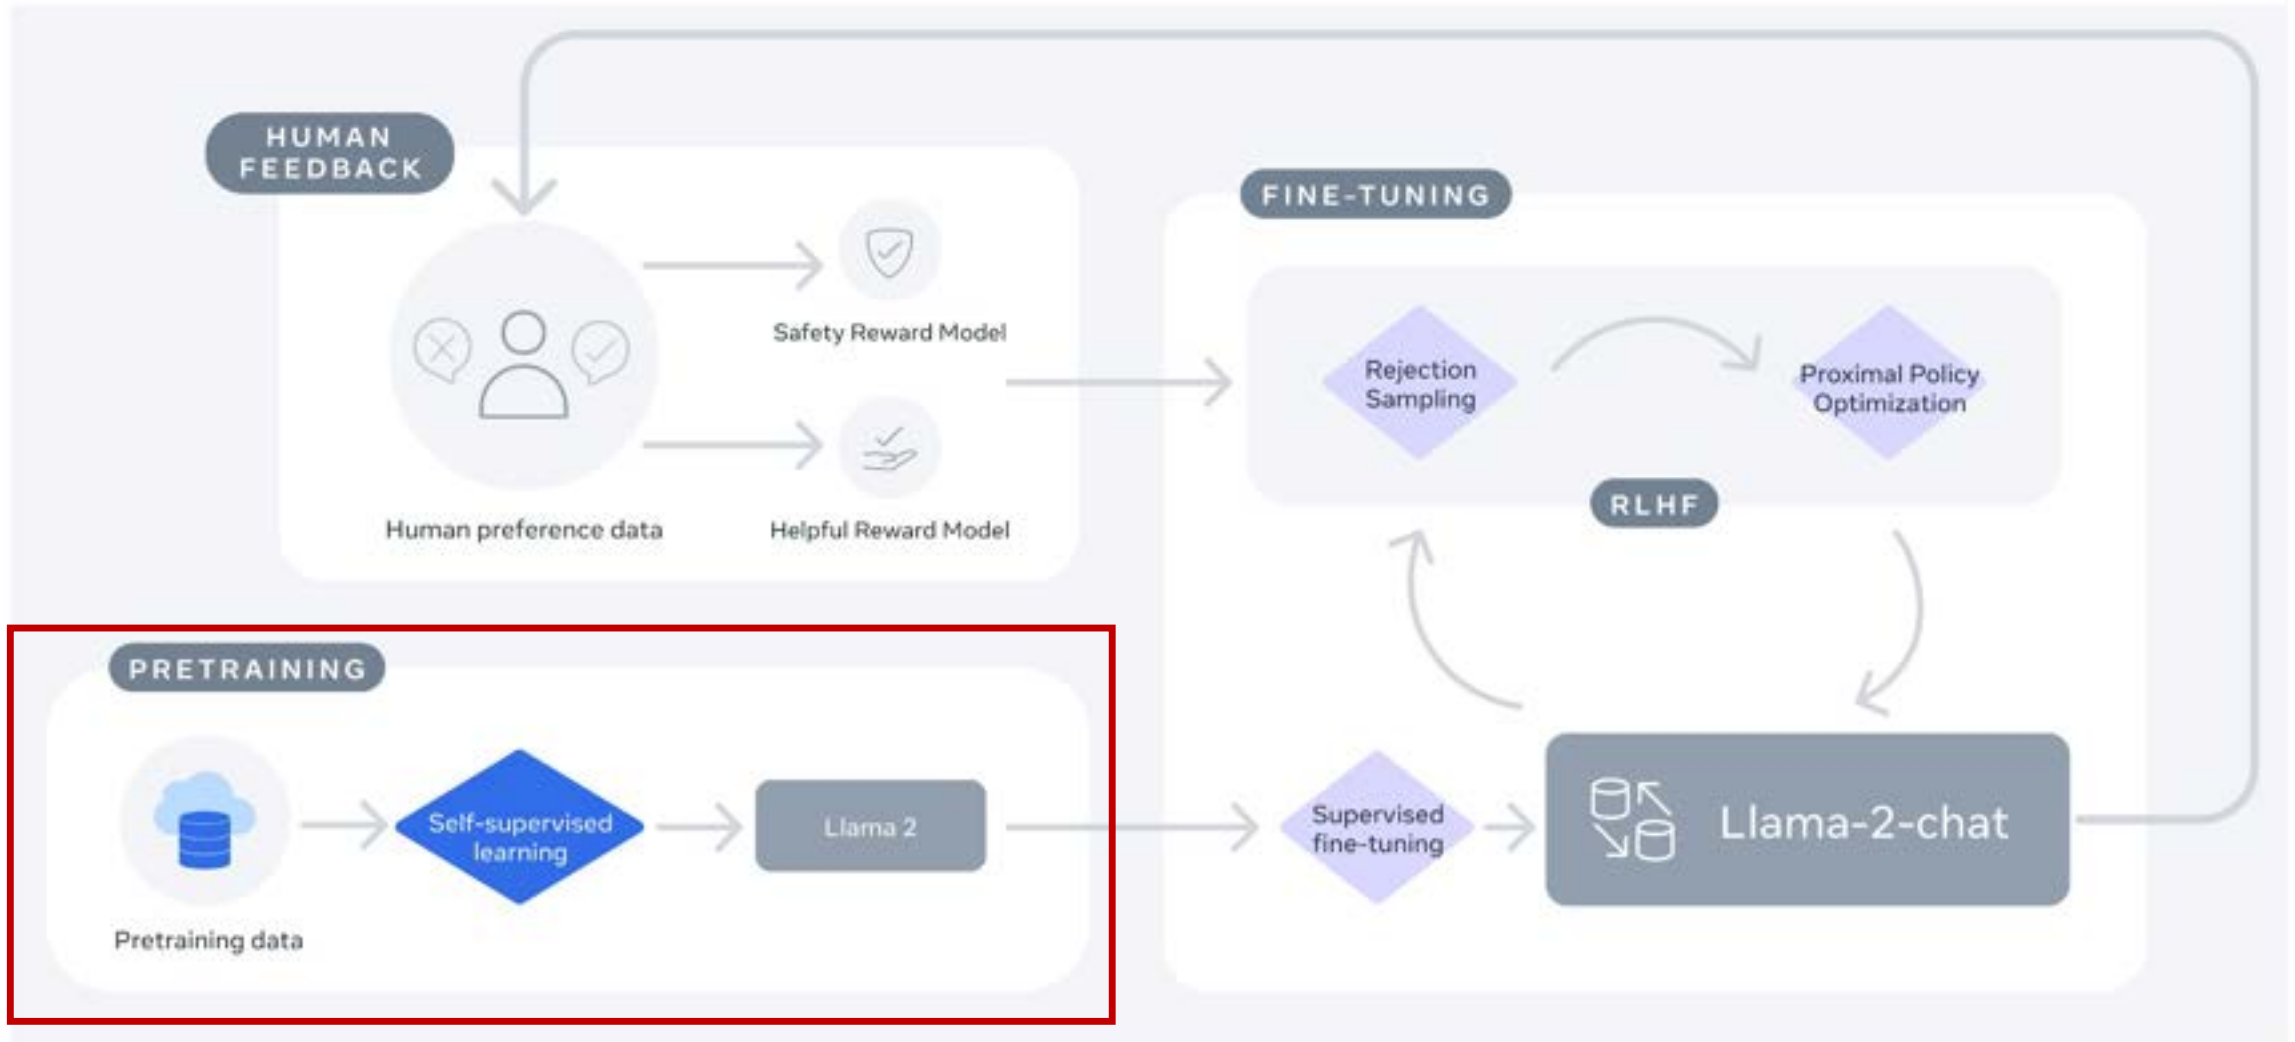 HUMAN
FEEDBACK
Human preference data
Safety Reward Model
Helpful Reward Model
FINE-TUNING
Rejection
Sampling
Proximal Policy
Optimization
RLHF
PRETRAINING
Pretraining data
Self-supervised
learning
Llama 2
Supervised
fine-tuning
Llama-2-chat